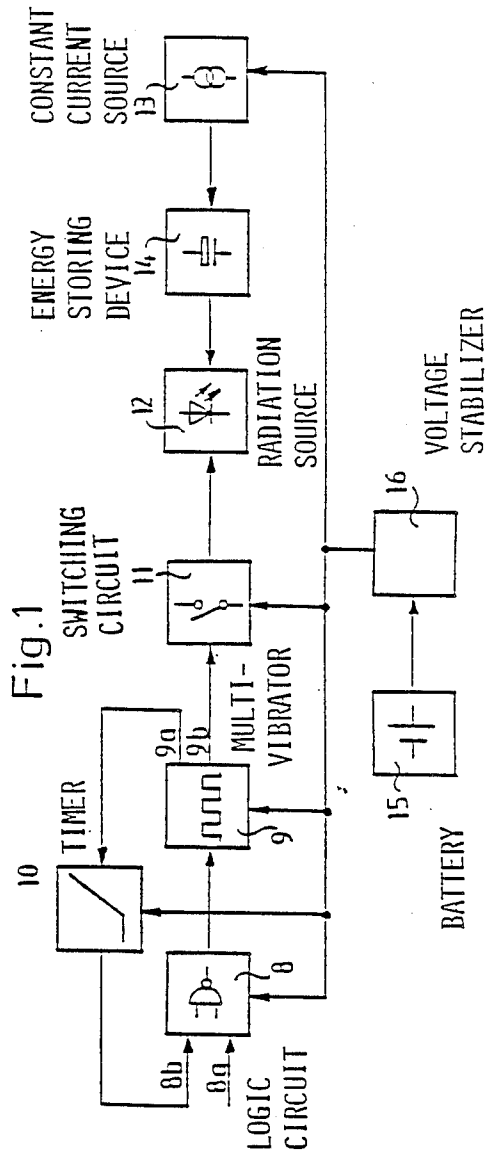 Fig.1
10
TIMER
9a
9b
MULTI-
VIBRATOR
9
8b
8a
8
LOGIC
CIRCUIT
SWITCHING
CIRCUIT
11
12
RADIATION
SOURCE
ENERGY
STORING
DEVICE
14
CONSTANT
CURRENT
SOURCE
13
15
BATTERY
16
VOLTAGE
STABILIZER